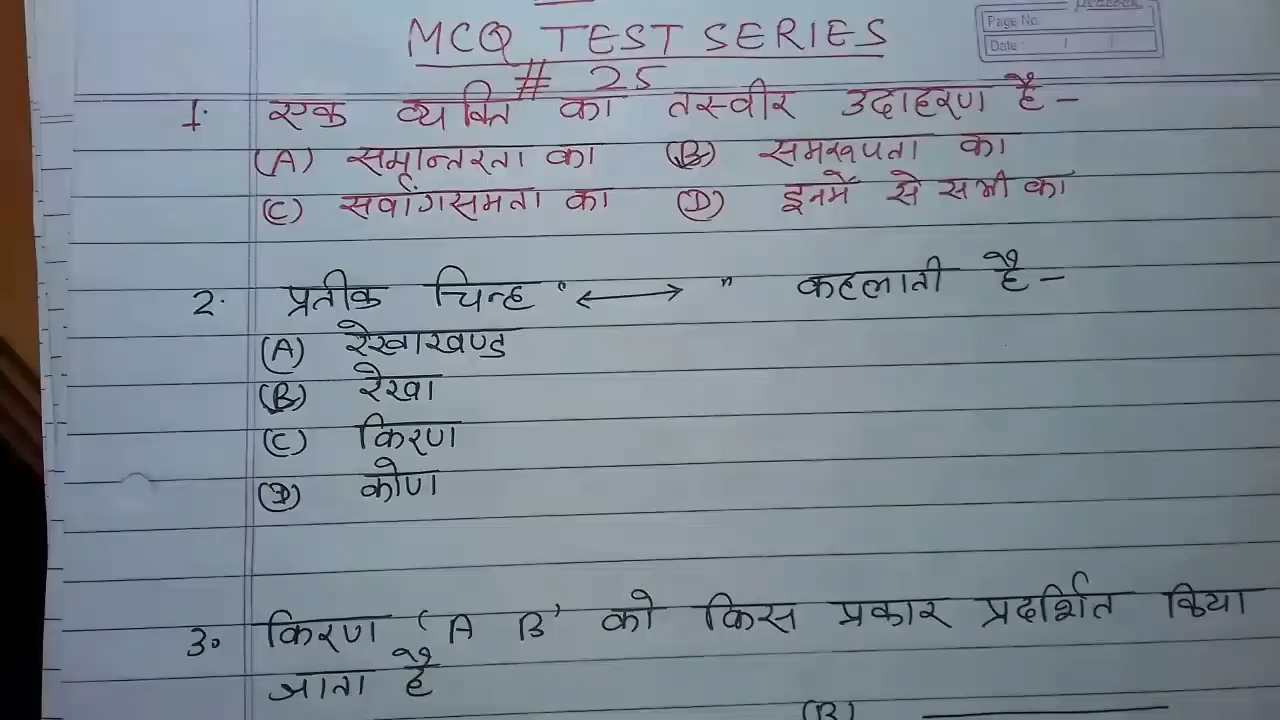 MCQ TEST SERIES
Page No.
Date :
# 25
1. एक व्यक्ति का तस्वीर उदाहरण है -
(A) समान्तरता का (B) समरूपता का
(C) सर्वांगसमता का (D) इनमें से सभी का
2. प्रतीक चिन्ह "↔" कहलाती है -
(A) रेखाखण्ड
(B) रेखा
(C) किरण
(D) कोण
3. किरण 'A B' को किस प्रकार प्रदर्शित किया
जाता है
(B)